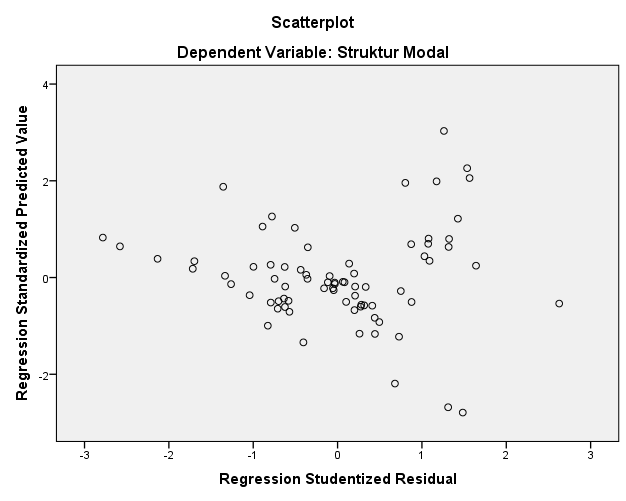 Scatterplot
Dependent Variable: Struktur Modal
Regression Standardized Predicted Value
4
2
0
-2
-3
-2
-1
0
1
2
3
Regression Studentized Residual